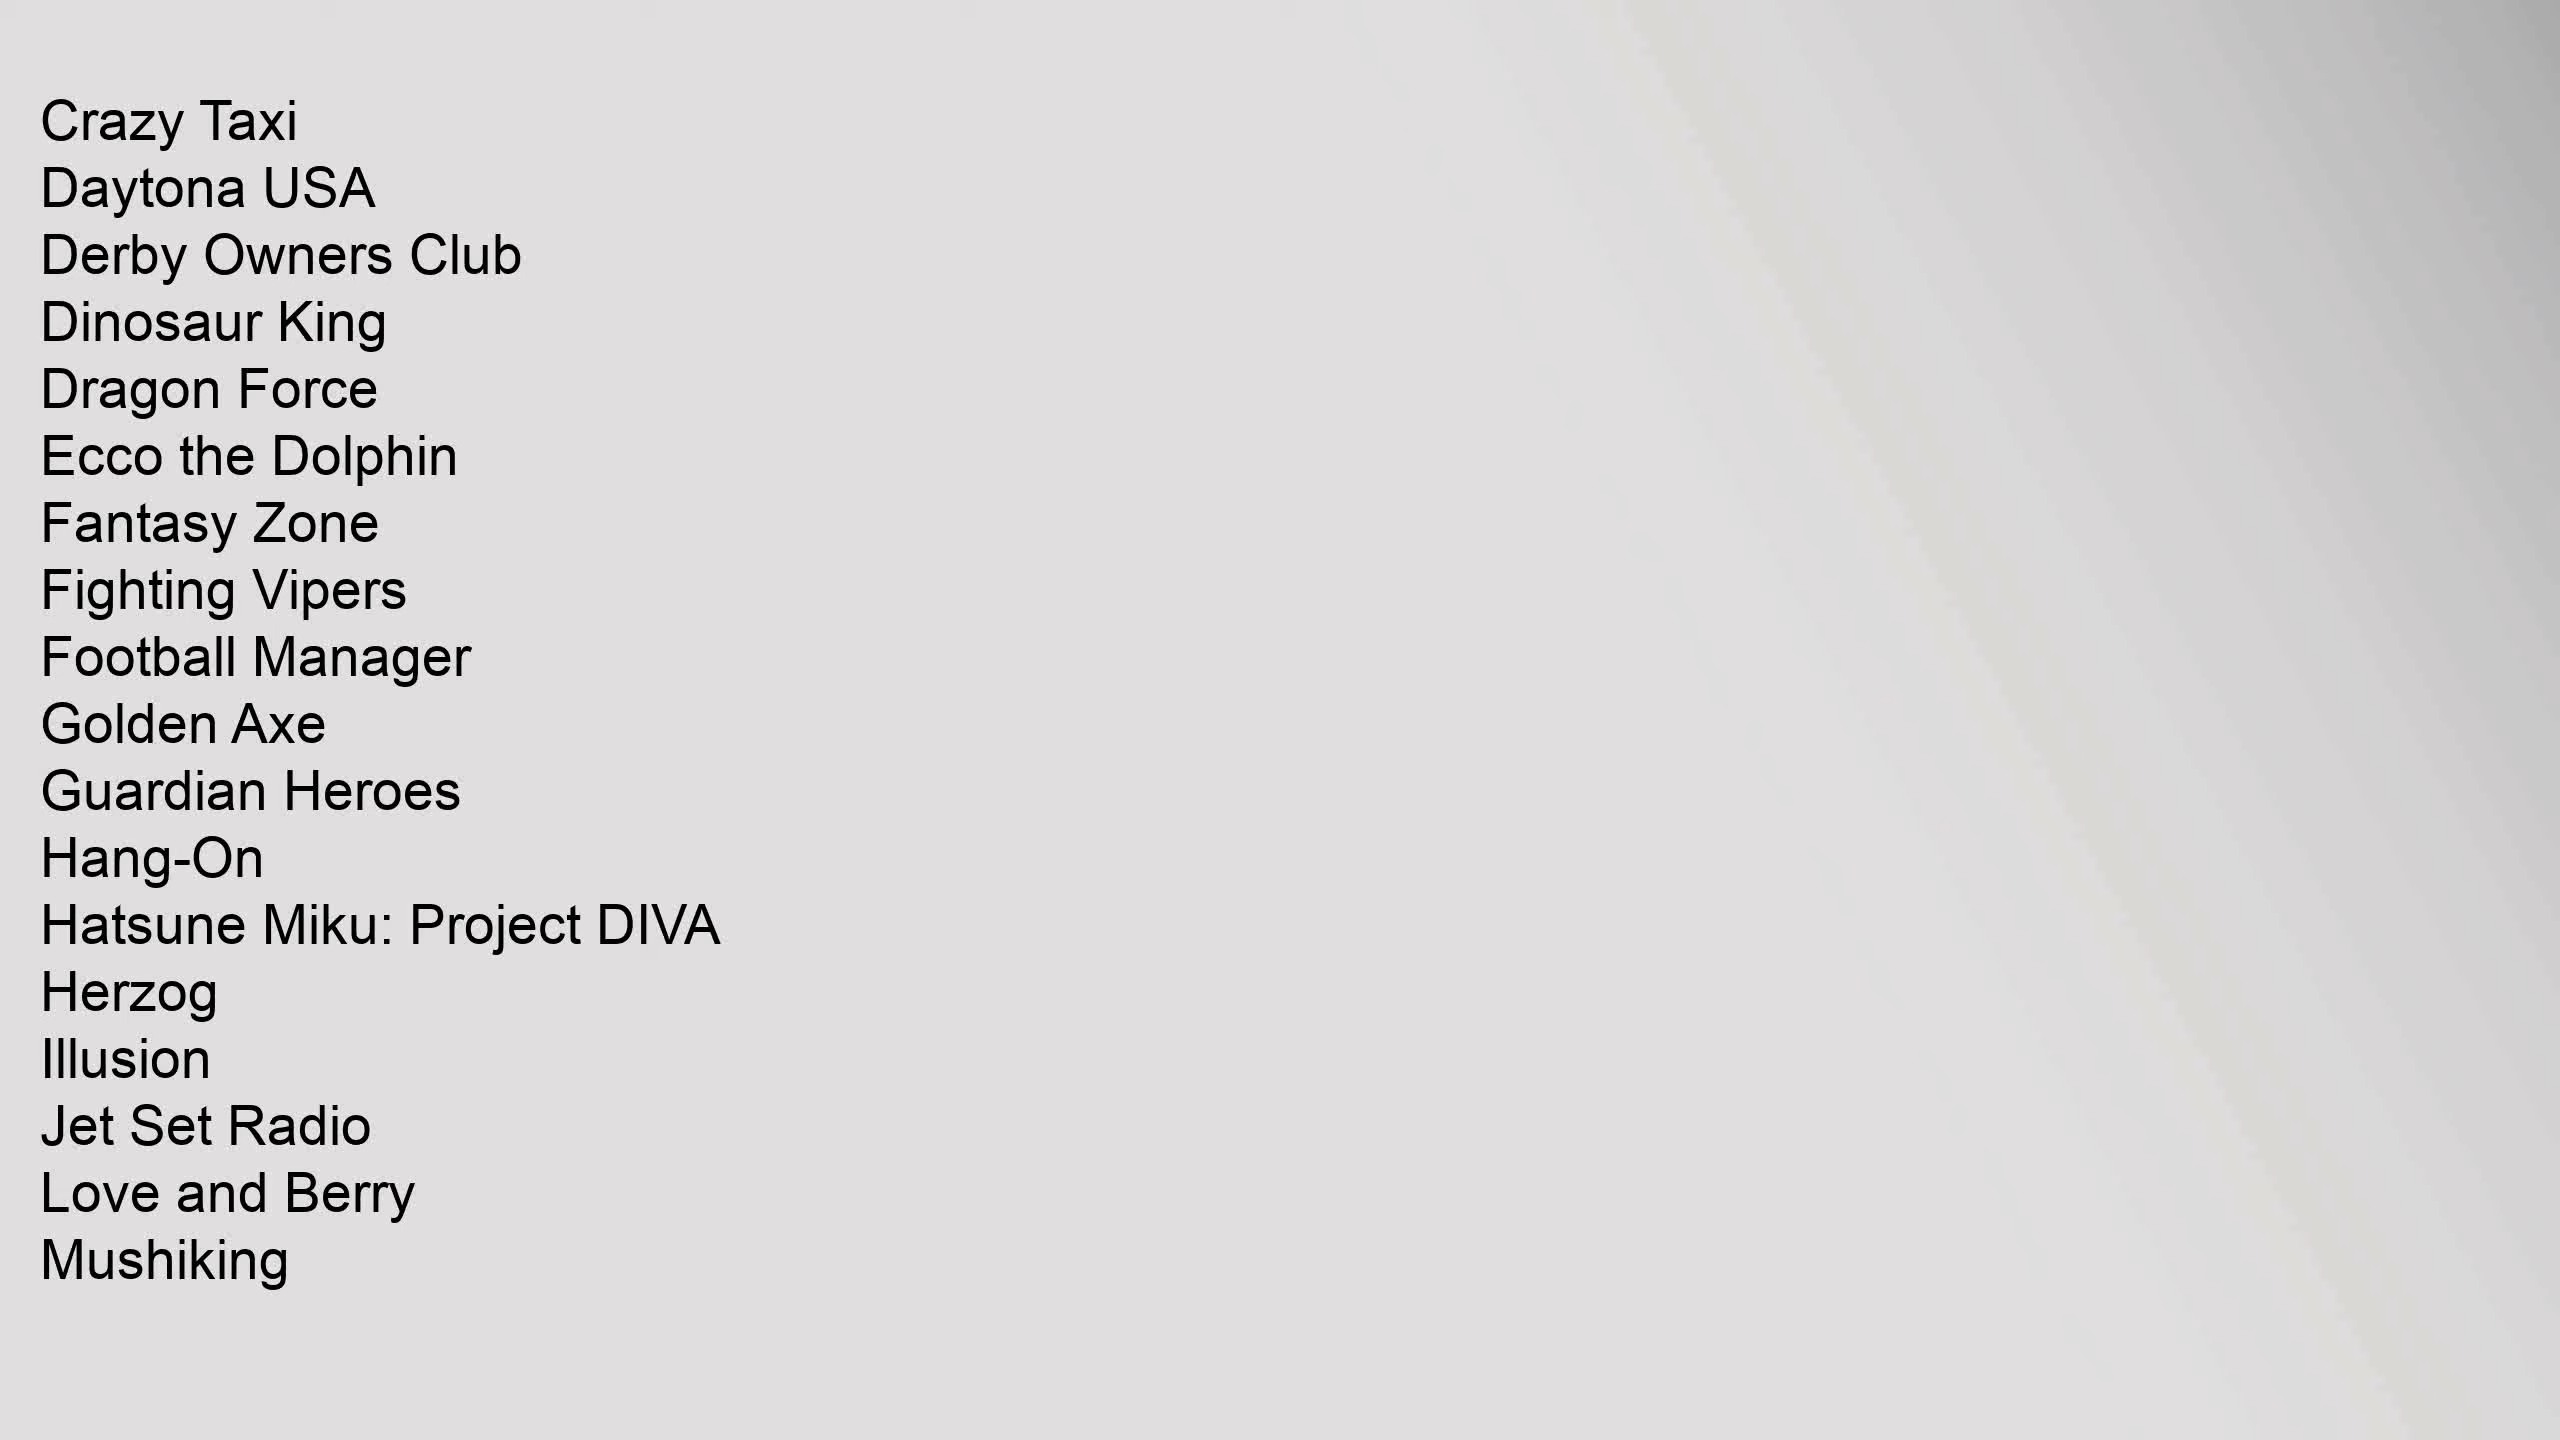 Crazy Taxi
Daytona USA
Derby Owners Club
Dinosaur King
Dragon Force
Ecco the Dolphin
Fantasy Zone
Fighting Vipers
Football Manager
Golden Axe
Guardian Heroes
Hang-On
Hatsune Miku: Project DIVA
Herzog
Illusion
Jet Set Radio
Love and Berry
Mushiking